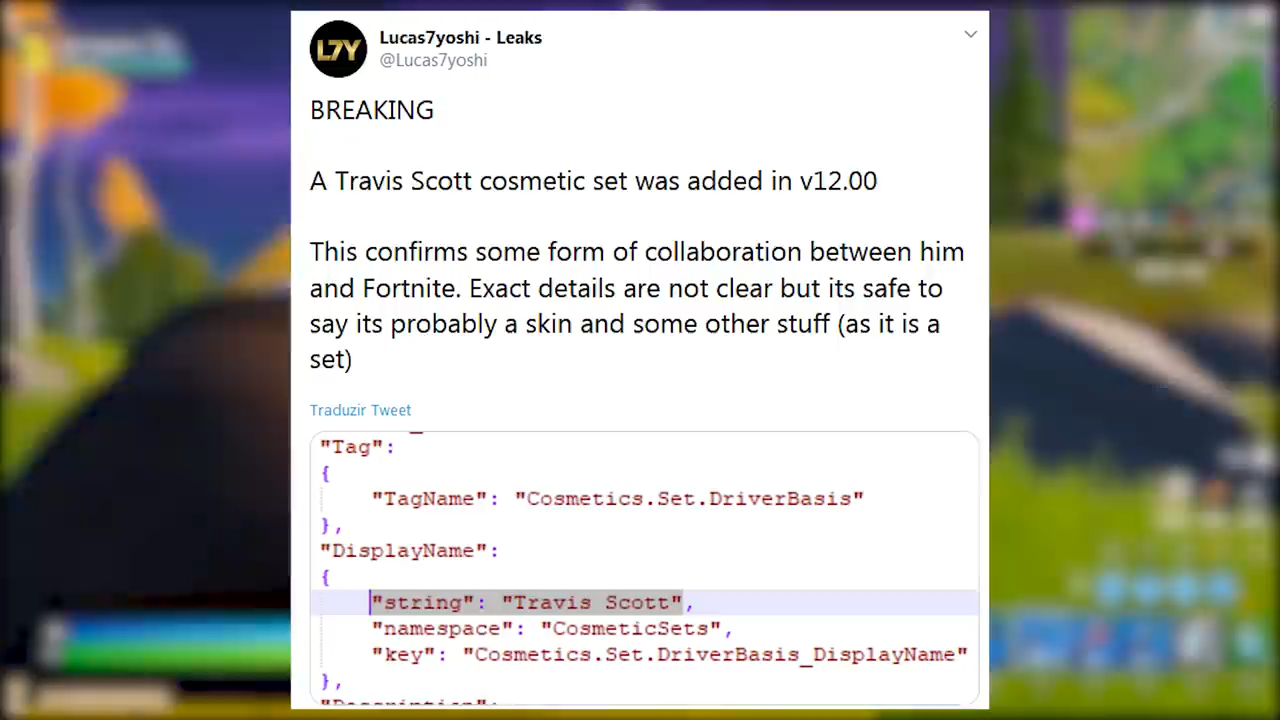 L7Y
Lucas7yoshi - Leaks
@Lucas7yoshi
BREAKING
A Travis Scott cosmetic set was added in v12.00
This confirms some form of collaboration between him
and Fortnite. Exact details are not clear but its safe to
say its probably a skin and some other stuff (as it is a
set)
Traduzir Tweet
"Tag":
{
"TagName": "Cosmetics.Set.DriverBasis"
},
"DisplayName":
{
"string": "Travis Scott",
"namespace": "CosmeticSets",
"key": "Cosmetics.Set.DriverBasis_DisplayName"
},